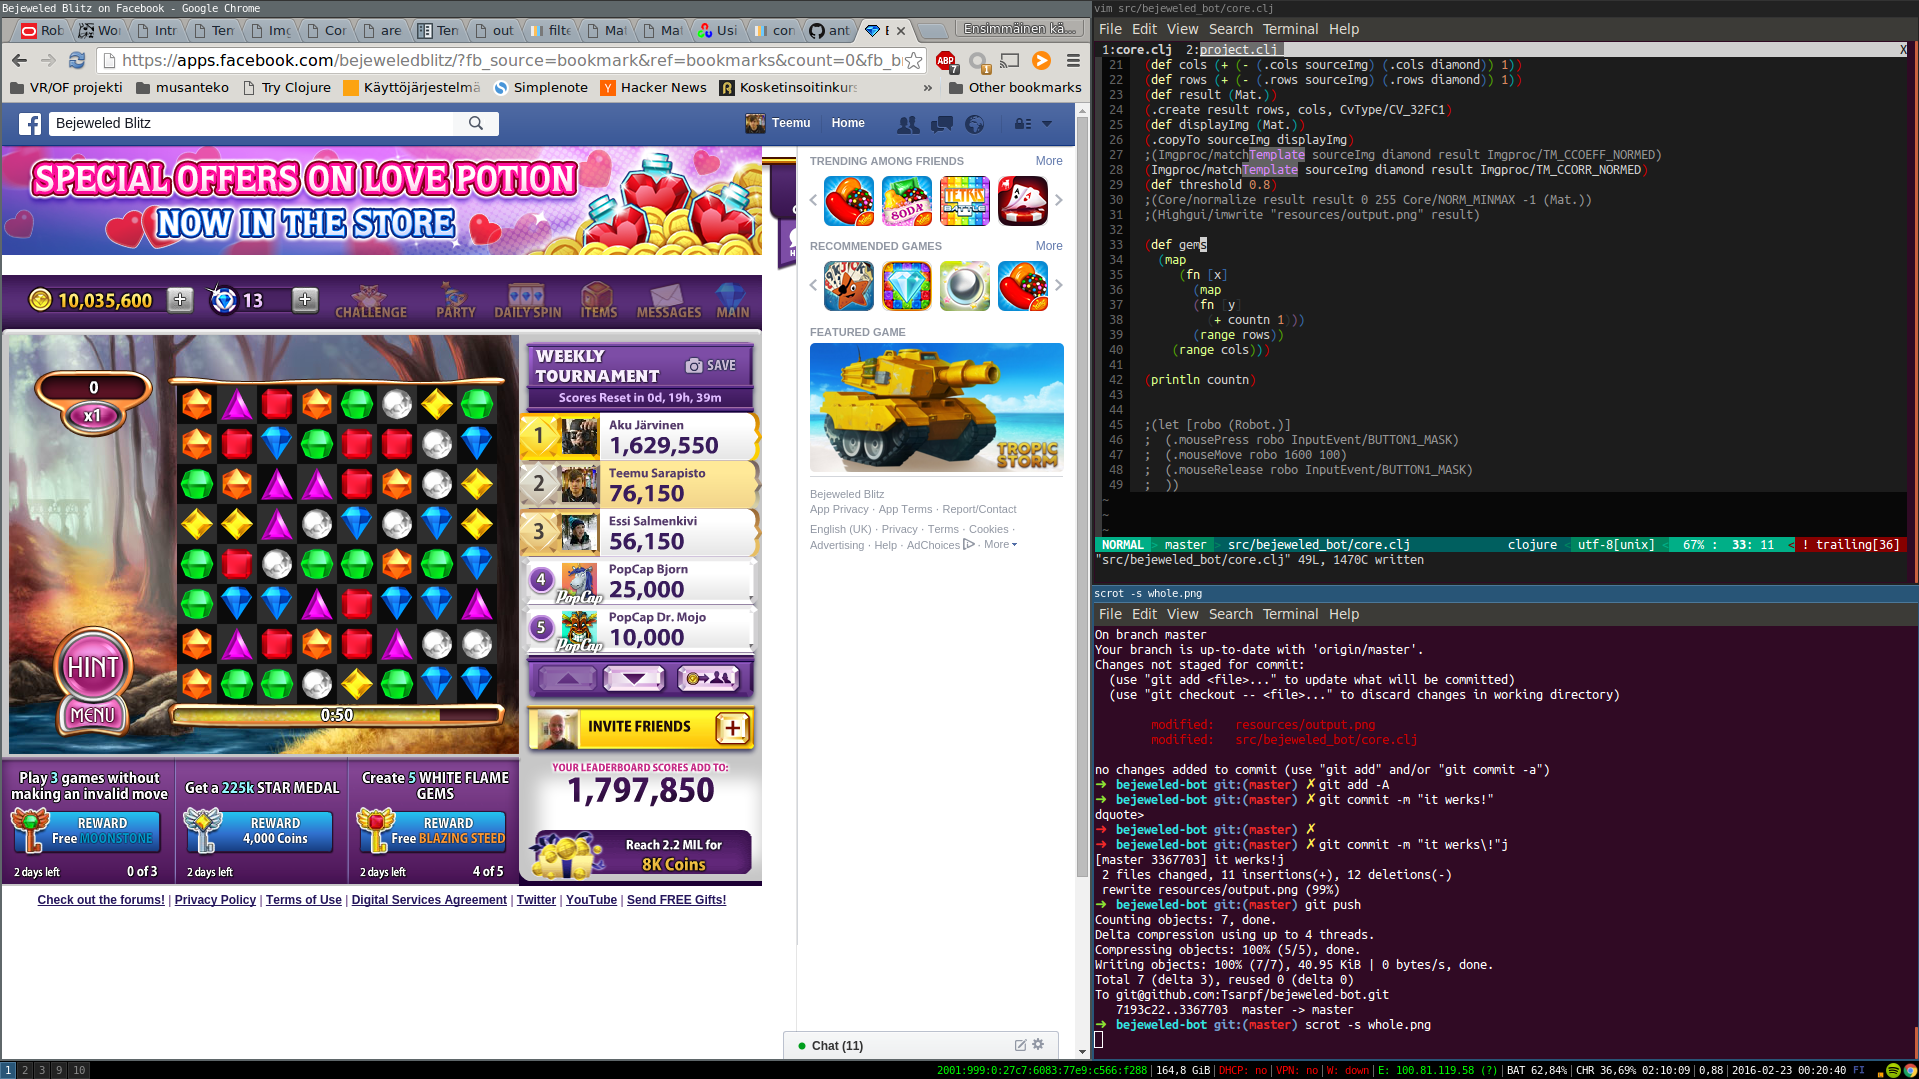 Bejeweled Blitz on Facebook - Google Chrome
Rob
Wor
Intr
Ten
Img
Cor
are
Ten
out
filte
Mat
Mat
Usi
con
ant
E
Ensimmäinen kä...
https://apps.facebook.com/bejeweledblitz/?fb_source=bookmark&ref=bookmarks&count=0&fb_b
VR/OF projekti
musanteko
Try Clojure
Käyttöjärjestelmä
Simplenote
Hacker News
Kosketinsoitinkurs
»
Other bookmarks
Bejeweled Blitz
Teemu
Home
SPECIAL OFFERS ON LOVE POTION
NOW IN THE STORE
10,035,600
13
CHALLENGE
PARTY
DAILY SPIN
ITEMS
MESSAGES
MAIN
0
x1
HINT
MENU
0:50
WEEKLY
TOURNAMENT
SAVE
Scores Reset in 0d, 19h, 39m
1
Aku Järvinen
1,629,550
2
Teemu Sarapisto
76,150
3
Essi Salmenkivi
56,150
4
PopCap
PopCap Bjorn
25,000
5
PopCap
PopCap Dr. Mojo
10,000
INVITE FRIENDS
YOUR LEADERBOARD SCORES ADD TO:
1,797,850
Reach 2.2 MIL for
8K Coins
Play 3 games without
making an invalid move
REWARD
Free MOONSTONE
2 days left
0 of 3
Get a 225k STAR MEDAL
REWARD
4,000 Coins
2 days left
Create 5 WHITE FLAME
GEMS
REWARD
Free BLAZING STEED
2 days left
4 of 5
Check out the forums! | Privacy Policy | Terms of Use | Digital Services Agreement | Twitter | YouTube | Send FREE Gifts!
TRENDING AMONG FRIENDS
More
SODA
TETRIS
BATTLE
RECOMMENDED GAMES
More
FEATURED GAME
TROPIC
STORM
Bejeweled Blitz
App Privacy · App Terms · Report/Contact
English (UK) · Privacy · Terms · Cookies ·
Advertising · Help · AdChoices · More
Chat (11)
vim src/bejeweled_bot/core.clj
File Edit View Search Terminal Help
1:core.clj 2:project.clj X
21 (def cols (+ (- (.cols sourceImg) (.cols diamond)) 1))
22 (def rows (+ (- (.rows sourceImg) (.rows diamond)) 1))
23 (def result (Mat.))
24 (.create result rows, cols, CvType/CV_32FC1)
25 (def displayImg (Mat.))
26 (.copyTo sourceImg displayImg)
27 ;(Imgproc/matchTemplate sourceImg diamond result Imgproc/TM_CCOEFF_NORMED)
28 (Imgproc/matchTemplate sourceImg diamond result Imgproc/TM_CCORR_NORMED)
29 (def threshold 0.8)
30 ;(Core/normalize result result 0 255 Core/NORM_MINMAX -1 (Mat.))
31 ;(Highgui/imwrite "resources/output.png" result)
32
33 (def gems
34 (map
35 (fn [x]
36 (map
37 (fn [y]
38 (+ countn 1)))
39 (range rows))
40 (range cols)))
41
42 (println countn)
43
44
45 ;(let [robo (Robot.)]
46 ; (.mousePress robo InputEvent/BUTTON1_MASK)
47 ; (.mouseMove robo 1600 100)
48 ; (.mouseRelease robo InputEvent/BUTTON1_MASK)
49 ; ))
~
~
~
NORMAL > master > src/bejeweled_bot/core.clj clojure < utf-8[unix] < 67% : 33: 11 < ! trailing[36]
"src/bejeweled_bot/core.clj" 49L, 1470C written
scrot -s whole.png
File Edit View Search Terminal Help
On branch master
Your branch is up-to-date with 'origin/master'.
Changes not staged for commit:
(use "git add <file>..." to update what will be committed)
(use "git checkout -- <file>..." to discard changes in working directory)
modified: resources/output.png
modified: src/bejeweled_bot/core.clj
no changes added to commit (use "git add" and/or "git commit -a")
➜ bejeweled-bot git:(master) ✗ git add -A
➜ bejeweled-bot git:(master) ✗ git commit -m "it werks!"
dquote>
➜ bejeweled-bot git:(master) ✗
➜ bejeweled-bot git:(master) ✗ git commit -m "it werks\!"j
[master 3367703] it werks!j
2 files changed, 11 insertions(+), 12 deletions(-)
rewrite resources/output.png (99%)
➜ bejeweled-bot git:(master) git push
Counting objects: 7, done.
Delta compression using up to 4 threads.
Compressing objects: 100% (5/5), done.
Writing objects: 100% (7/7), 40.95 KiB | 0 bytes/s, done.
Total 7 (delta 3), reused 0 (delta 0)
To git@github.com:Tsarpf/bejeweled-bot.git
7193c22..3367703 master -> master
➜ bejeweled-bot git:(master) scrot -s whole.png
1 2 3 9 10
2001:999:0:27c7:6083:77e9:c566:f288 | 164,8 GiB | DHCP: no | VPN: no | W: down | E: 100.81.119.58 (?) | BAT 62,84% | CHR 36,69% 02:10:09 | 0,88 | 2016-02-23 00:20:40 FI